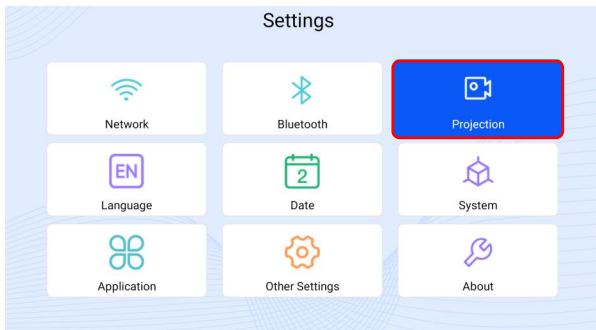 Settings
Network
Bluetooth
Projection
EN
2
Language
Date
System
Application
Other Settings
About